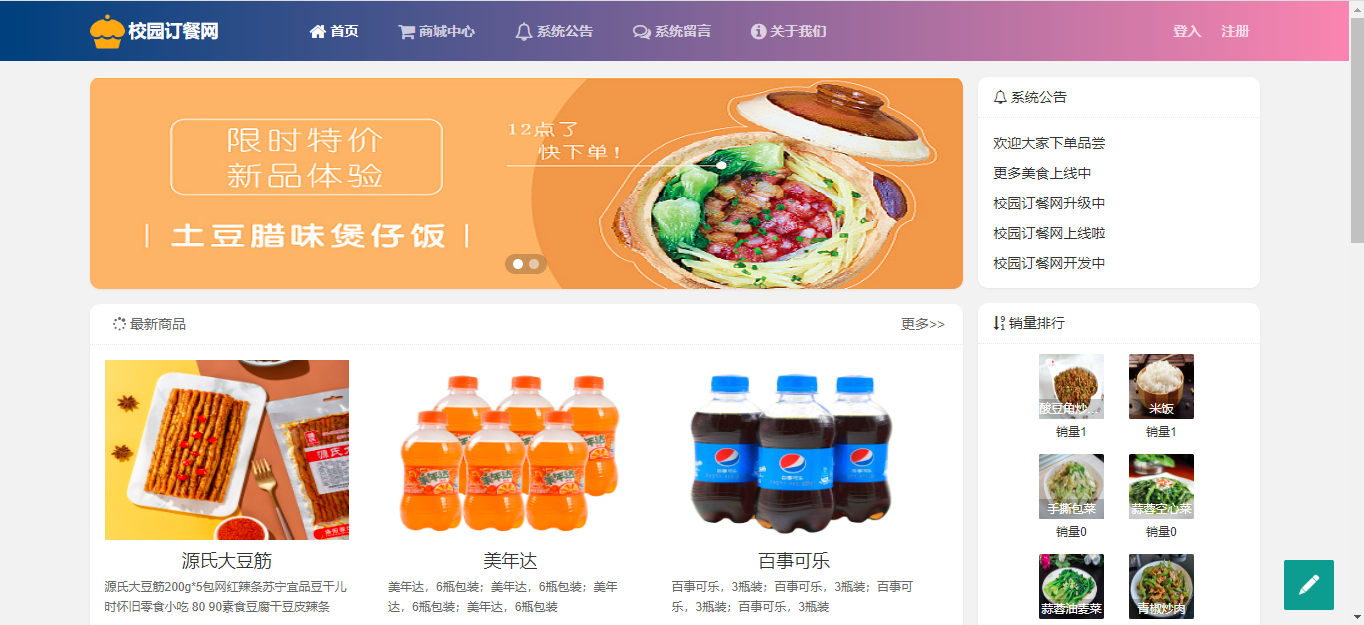 校园订餐网
首页
商城中心
系统公告
系统留言
关于我们
登入
注册
限时特价
新品体验
土豆腊味煲仔饭
12点了
快下单!
系统公告
欢迎大家下单品尝
更多美食上线中
校园订餐网升级中
校园订餐网上线啦
校园订餐网开发中
最新商品
更多>>
源氏大豆筋
源氏大豆筋200g*5包网红辣条苏宁宜品豆干儿
时怀旧零食小吃 80 90素食豆腐干豆皮辣条
美年达
美年达，6瓶包装；美年达，6瓶包装；美年
达，6瓶包装；美年达，6瓶包装
百事可乐
百事可乐，3瓶装；百事可乐，3瓶装；百事可
乐，3瓶装；百事可乐，3瓶装
销量排行
酸豆角炒...
销量1
米饭
销量1
手撕包菜
销量0
蒜蓉空心菜
销量0
蒜蓉油麦菜
青椒炒肉